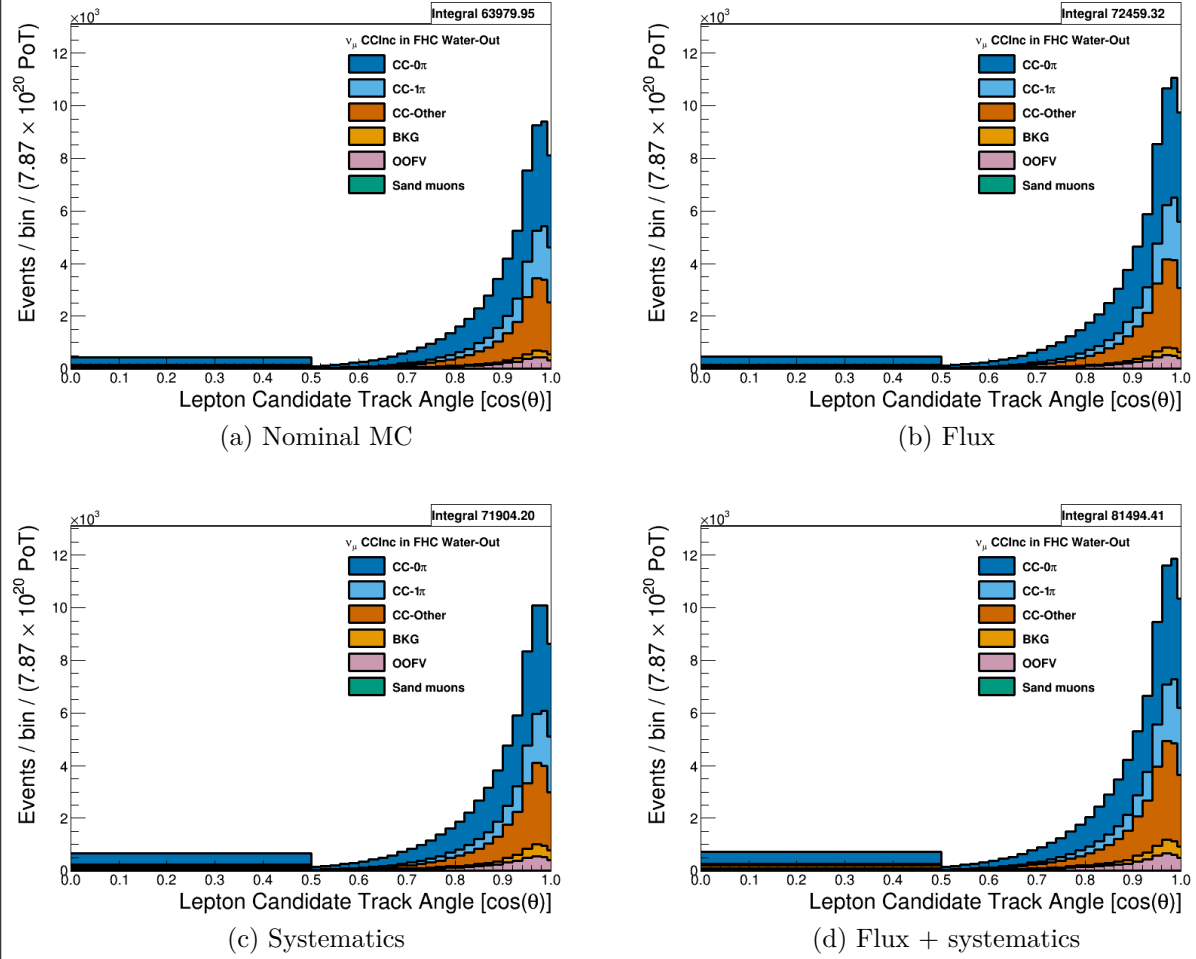 ×10³ Integral 63979.95
νμ CCInc in FHC Water-Out
CC-0π
CC-1π
CC-Other
BKG
OOFV
Sand muons
Events / bin / (7.87 × 10²⁰ PoT)
12
10
8
6
4
2
0
0.0 0.1 0.2 0.3 0.4 0.5 0.6 0.7 0.8 0.9 1.0
Lepton Candidate Track Angle [cos(θ)]
(a) Nominal MC
×10³ Integral 72459.32
νμ CCInc in FHC Water-Out
CC-0π
CC-1π
CC-Other
BKG
OOFV
Sand muons
Events / bin / (7.87 × 10²⁰ PoT)
12
10
8
6
4
2
0
0.0 0.1 0.2 0.3 0.4 0.5 0.6 0.7 0.8 0.9 1.0
Lepton Candidate Track Angle [cos(θ)]
(b) Flux
×10³ Integral 71904.20
νμ CCInc in FHC Water-Out
CC-0π
CC-1π
CC-Other
BKG
OOFV
Sand muons
Events / bin / (7.87 × 10²⁰ PoT)
12
10
8
6
4
2
0
0.0 0.1 0.2 0.3 0.4 0.5 0.6 0.7 0.8 0.9 1.0
Lepton Candidate Track Angle [cos(θ)]
(c) Systematics
×10³ Integral 81494.41
νμ CCInc in FHC Water-Out
CC-0π
CC-1π
CC-Other
BKG
OOFV
Sand muons
Events / bin / (7.87 × 10²⁰ PoT)
12
10
8
6
4
2
0
0.0 0.1 0.2 0.3 0.4 0.5 0.6 0.7 0.8 0.9 1.0
Lepton Candidate Track Angle [cos(θ)]
(d) Flux + systematics